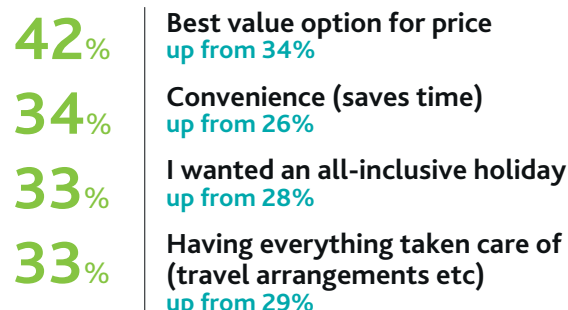 42%
Best value option for price
up from 34%
34%
Convenience (saves time)
up from 26%
33%
I wanted an all-inclusive holiday
up from 28%
33%
Having everything taken care of
(travel arrangements etc)
up from 29%